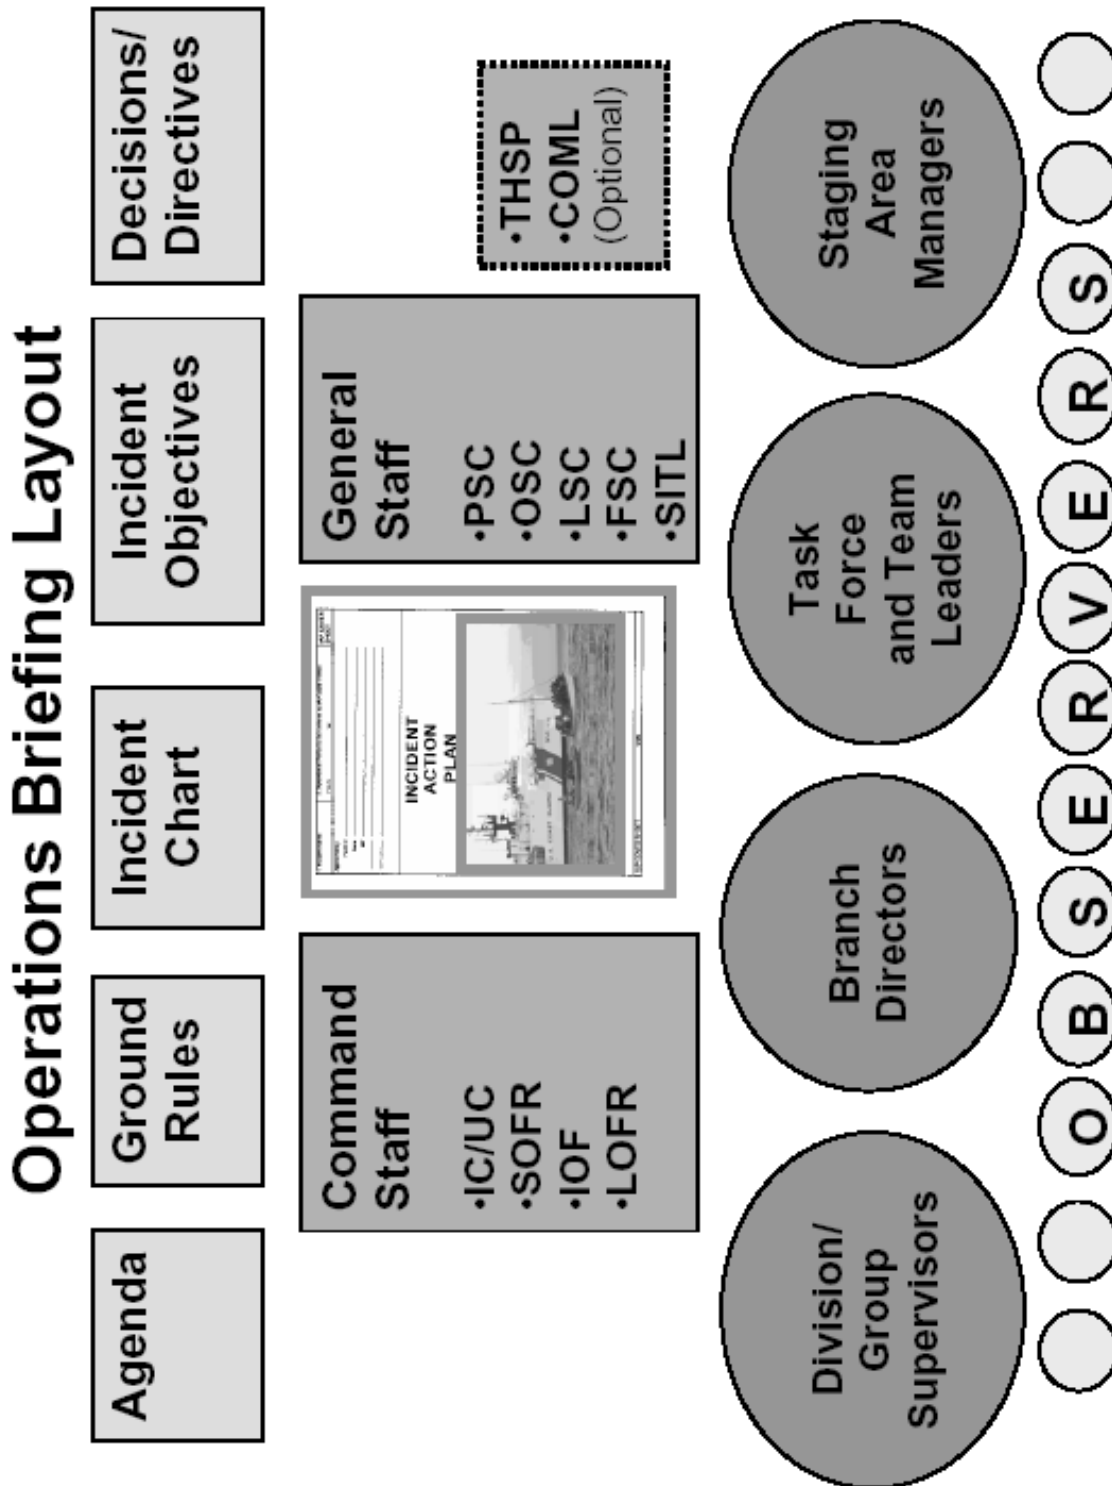 Operations Briefing Layout
Agenda
Ground
Rules
Incident
Chart
Incident
Objectives
Decisions/
Directives
Command
Staff
•IC/UC
•SOFR
•IOF
•LOFR
INCIDENT
ACTION
PLAN
General
Staff
•PSC
•OSC
•LSC
•FSC
•SITL
•THSP
•COML
(Optional)
Division/
Group
Supervisors
Branch
Directors
Task
Force
and Team
Leaders
Staging
Area
Managers
O B S E R V E R S